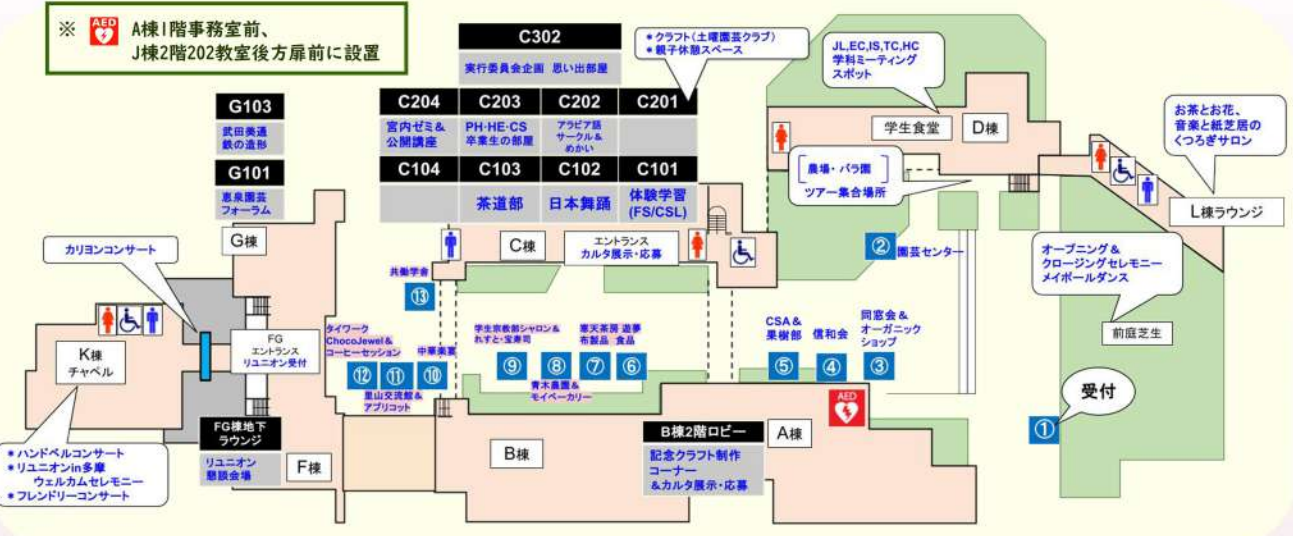 ※ AED A棟1階事務室前、
J棟2階202教室後方扉前に設置
C302
実行委員会企画 思い出部屋
*クラフト(土曜園芸クラブ)
*親子休憩スペース
C204
宮内ゼミ&
公開講座
C203
PH・HE・CS
卒業生の部屋
C202
アラビア語
サークル&
めかい
C201
C104
C103
茶道部
C102
日本舞踊
C101
体験学習
(FS/CSL)
G103
武田美通
鉄の造形
G101
恵泉園芸
フォーラム
G棟
カリヨンコンサート
K棟
チャペル
FG
エントランス
リユニオン受付
*ハンドベルコンサート
*リユニオンin多摩
ウェルカムセレモニー
*フレンドリーコンサート
FG棟地下
ラウンジ
リユニオン
懇談会場
F棟
C棟
エントランス
カルタ展示・応募
JL,EC,IS,TC,HC
学科ミーティング
スポット
学生食堂
D棟
農場・バラ園
ツアー集合場所
お茶とお花、
音楽と紙芝居の
くつろぎサロン
L棟ラウンジ
②
園芸センター
オープニング&
クロージングセレモニー
メイポールダンス
前庭芝生
共働学舎
⑬
タイワーク
ChocoJewel&
コーヒーセッション
⑫
⑪
里山交流館&
アプリコット
中華楽宴
⑩
学生宗教部シャロン&
れすと・宝寿司
⑨
⑧
青木農園&
モイベーカリー
寒天茶房 遊夢
布製品 食品
⑦
⑥
CSA&
果樹部
⑤
信和会
④
同窓会&
オーガニック
ショップ
③
受付
①
B棟
B棟2階ロビー
記念クラフト制作
コーナー
&カルタ展示・応募
A棟
AED